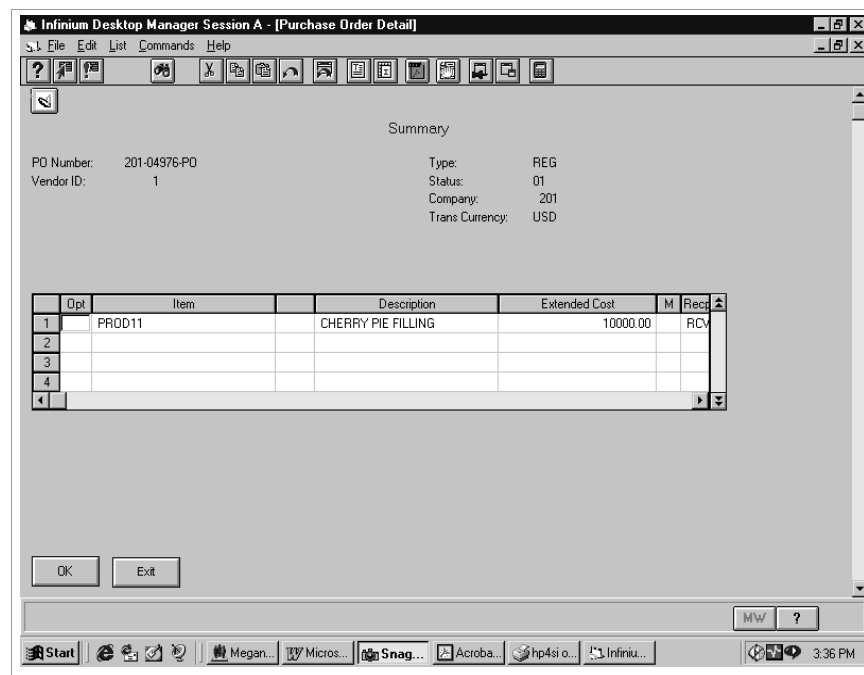 Infinium Desktop Manager Session A - [Purchase Order Detail]
File Edit List Commands Help
Summary
PO Number: 201-04976-PO Type: REG
Vendor ID: 1 Status: 01
Company: 201
Trans Currency: USD
Opt Item Description Extended Cost M Recp
1 PROD11 CHERRY PIE FILLING 10000.00 RCV
2
3
4
OK Exit
MW ?
Start Megan... Micros... Snag... Acroba... hp4si o... Infiniu... 3:36 PM